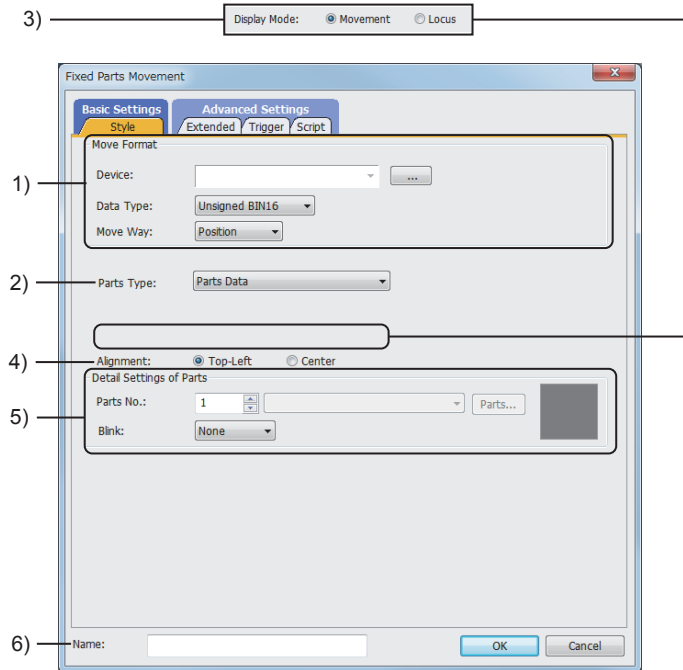 3) Display Mode: Movement Locus
Fixed Parts Movement x
Basic Settings Advanced Settings
Style Extended Trigger Script
Move Format
1)
Device: ...
Data Type: Unsigned BIN16
Move Way: Position
2) Parts Type: Parts Data
4) Alignment: Top-Left Center
Detail Settings of Parts
5)
Parts No.: 1 Parts...
Blink: None
6) Name:
OK Cancel